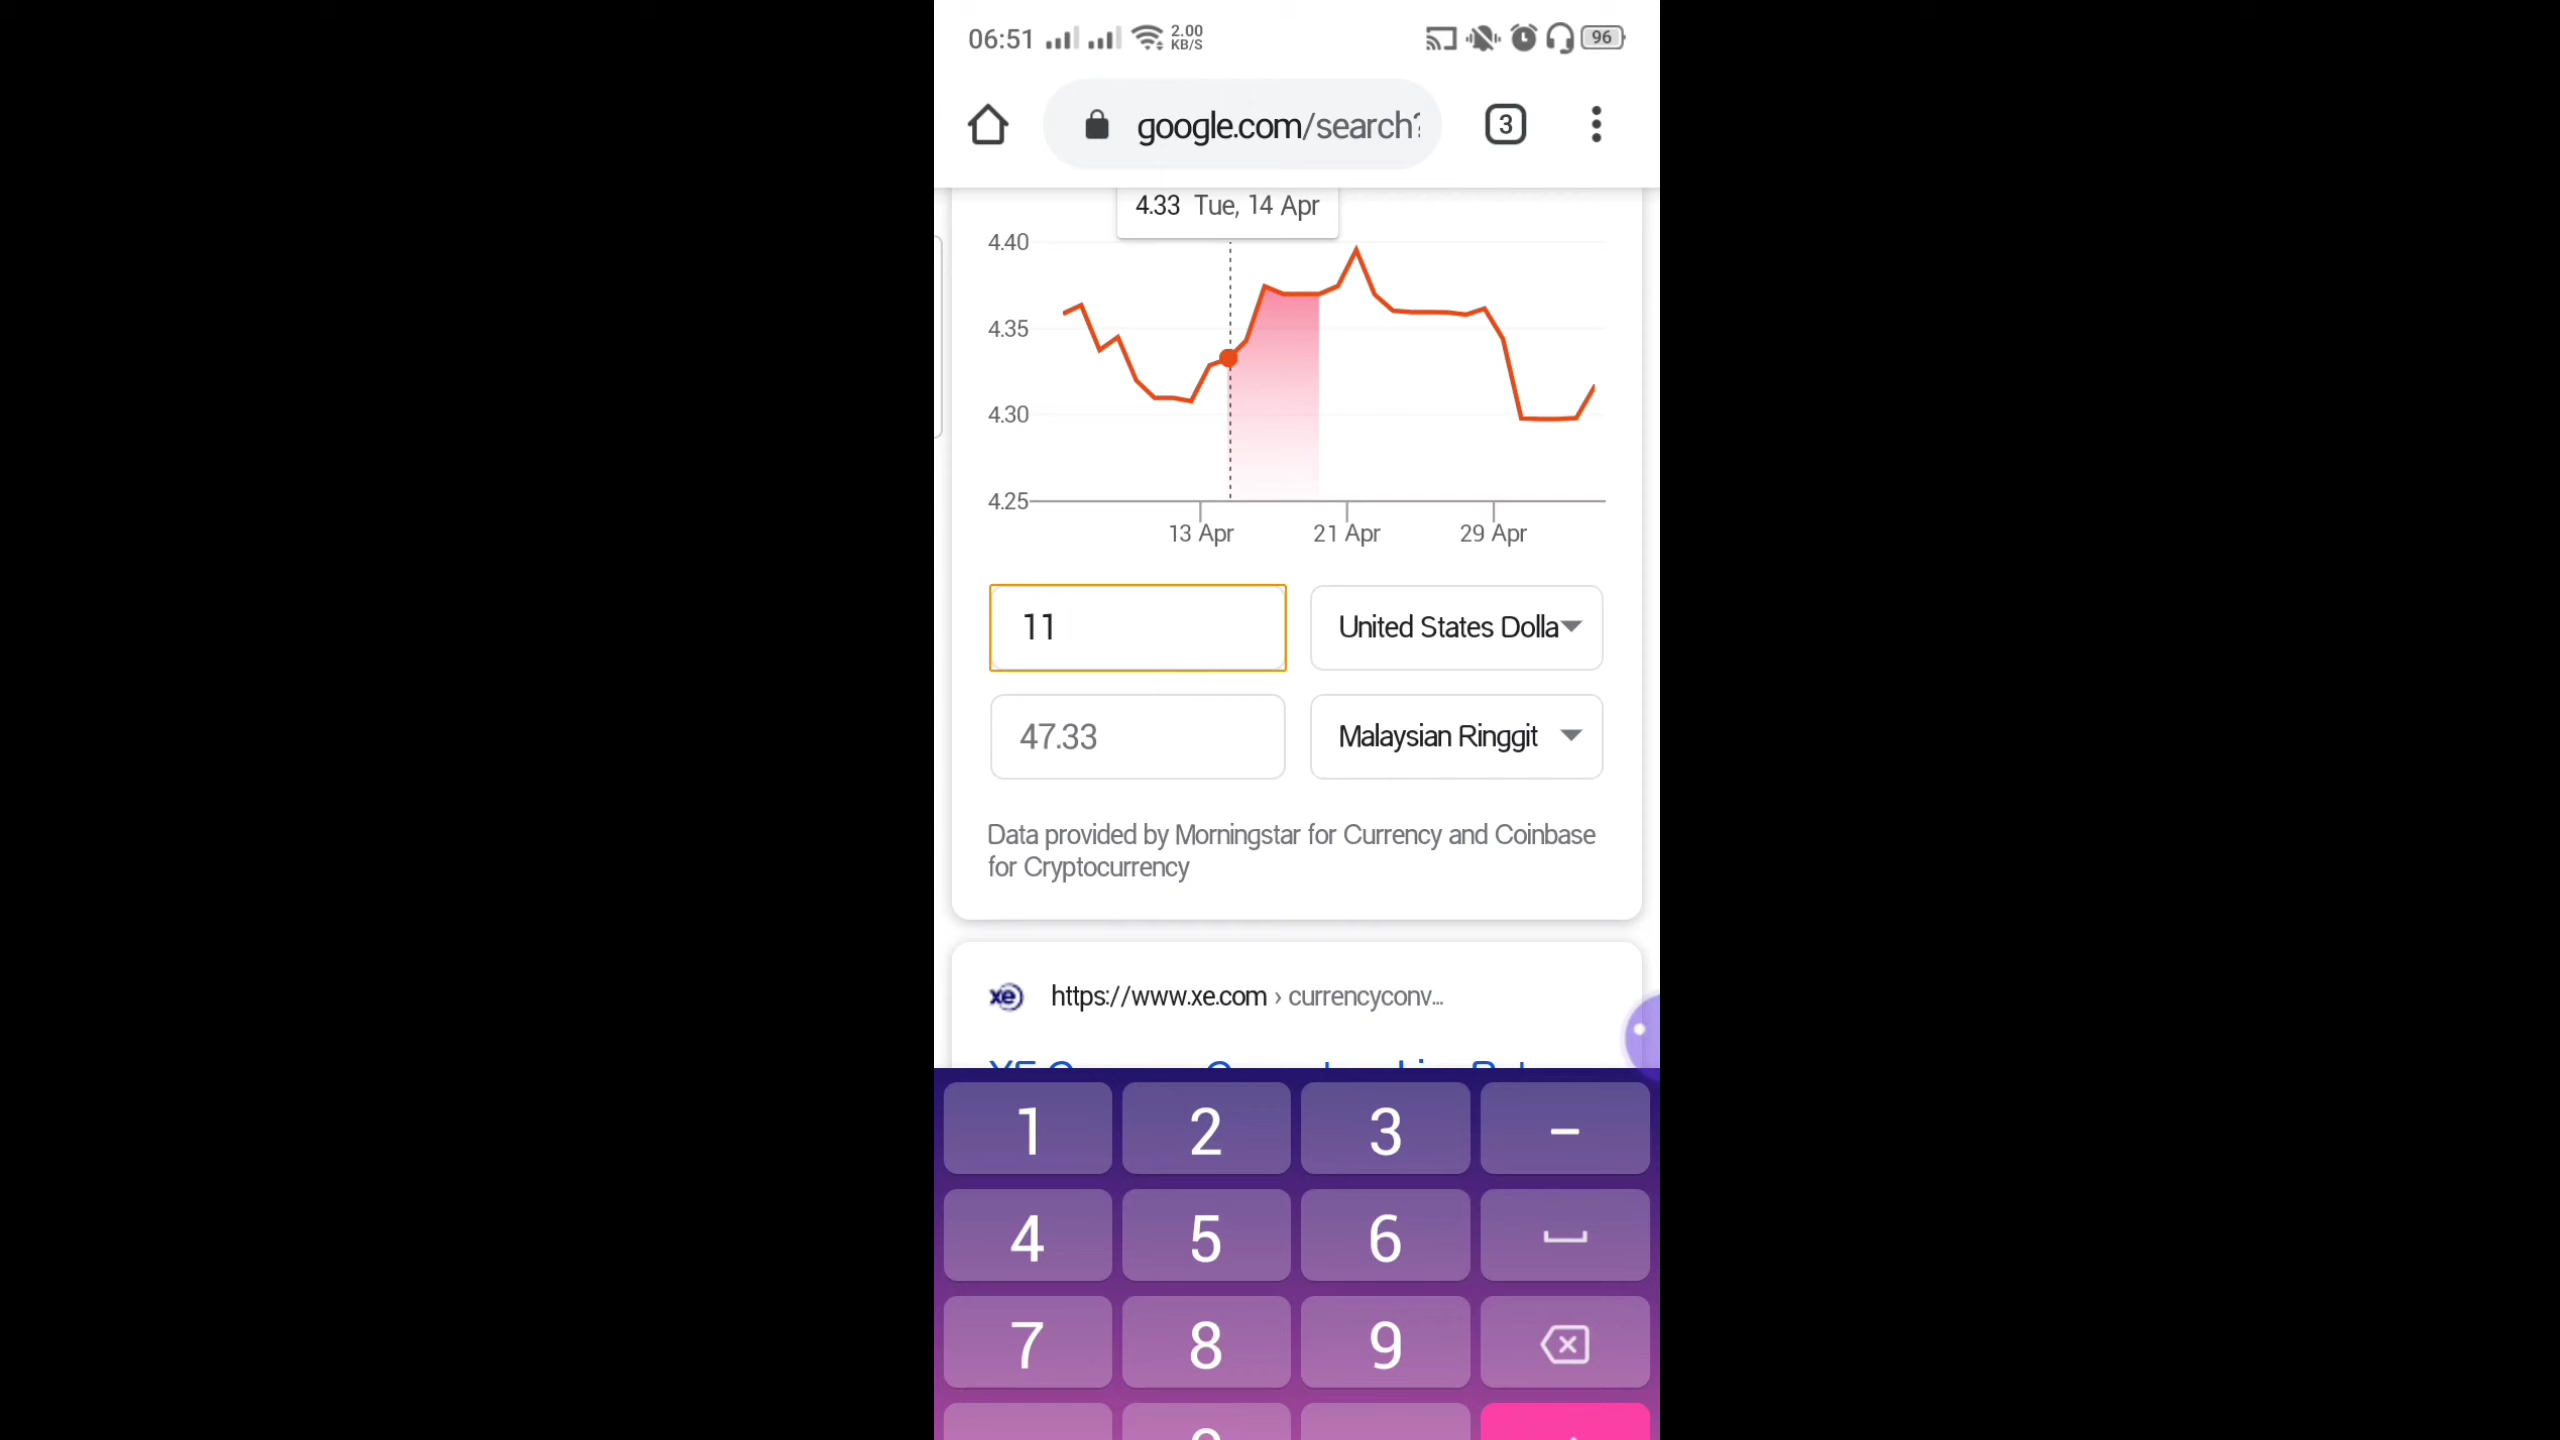 06:51 2.00 KB/S 96
google.com/search?
3
4.33 Tue, 14 Apr
4.40
4.35
4.30
4.25
13 Apr 21 Apr 29 Apr
11 United States Dolla
47.33 Malaysian Ringgit
Data provided by Morningstar for Currency and Coinbase
for Cryptocurrency
xe https://www.xe.com › currencyconv...
1 2 3 –
4 5 6
7 8 9